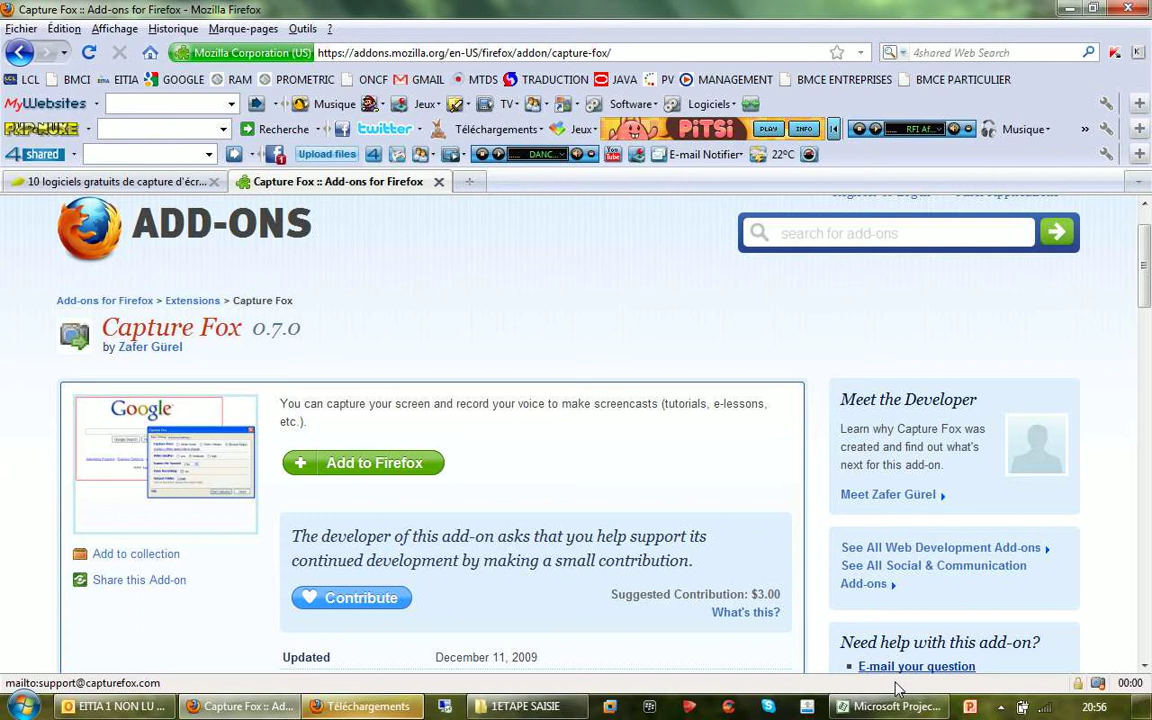 Capture Fox :: Add-ons for Firefox - Mozilla Firefox
Fichier Édition Affichage Historique Marque-pages Outils ?
Mozilla Corporation (US) https://addons.mozilla.org/en-US/firefox/addon/capture-fox/ 4shared Web Search
LCL BMCI EITIA GOOGLE RAM PROMETRIC ONCF GMAIL MTDS TRADUCTION JAVA PV MANAGEMENT BMCE ENTREPRISES BMCE PARTICULIER
MyWebsites Musique Jeux TV Software Logiciels
PHP-NUKE Recherche twitter Téléchargements Jeux PiTSi PLAY INFO RFI Af... Musique »
4shared Upload files DANC... E-mail Notifier 22ºC
10 logiciels gratuits de capture d'écr... Capture Fox :: Add-ons for Firefox
ADD-ONS
search for add-ons
Add-ons for Firefox > Extensions > Capture Fox
Capture Fox 0.7.0
by Zafer Gürel
Google
You can capture your screen and record your voice to make screencasts (tutorials, e-lessons,
etc.).
Add to Firefox
The developer of this add-on asks that you help support its
continued development by making a small contribution.
Contribute
Suggested Contribution: $3.00
What's this?
Add to collection
Share this Add-on
Updated December 11, 2009
Meet the Developer
Learn why Capture Fox was
created and find out what's
next for this add-on.
Meet Zafer Gürel
See All Web Development Add-ons
See All Social & Communication
Add-ons
Need help with this add-on?
E-mail your question
mailto:support@capturefox.com 00:00
EITIA 1 NON LU ... Capture Fox :: Ad... Téléchargements 1ETAPE SAISIE Microsoft Projec... 20:56